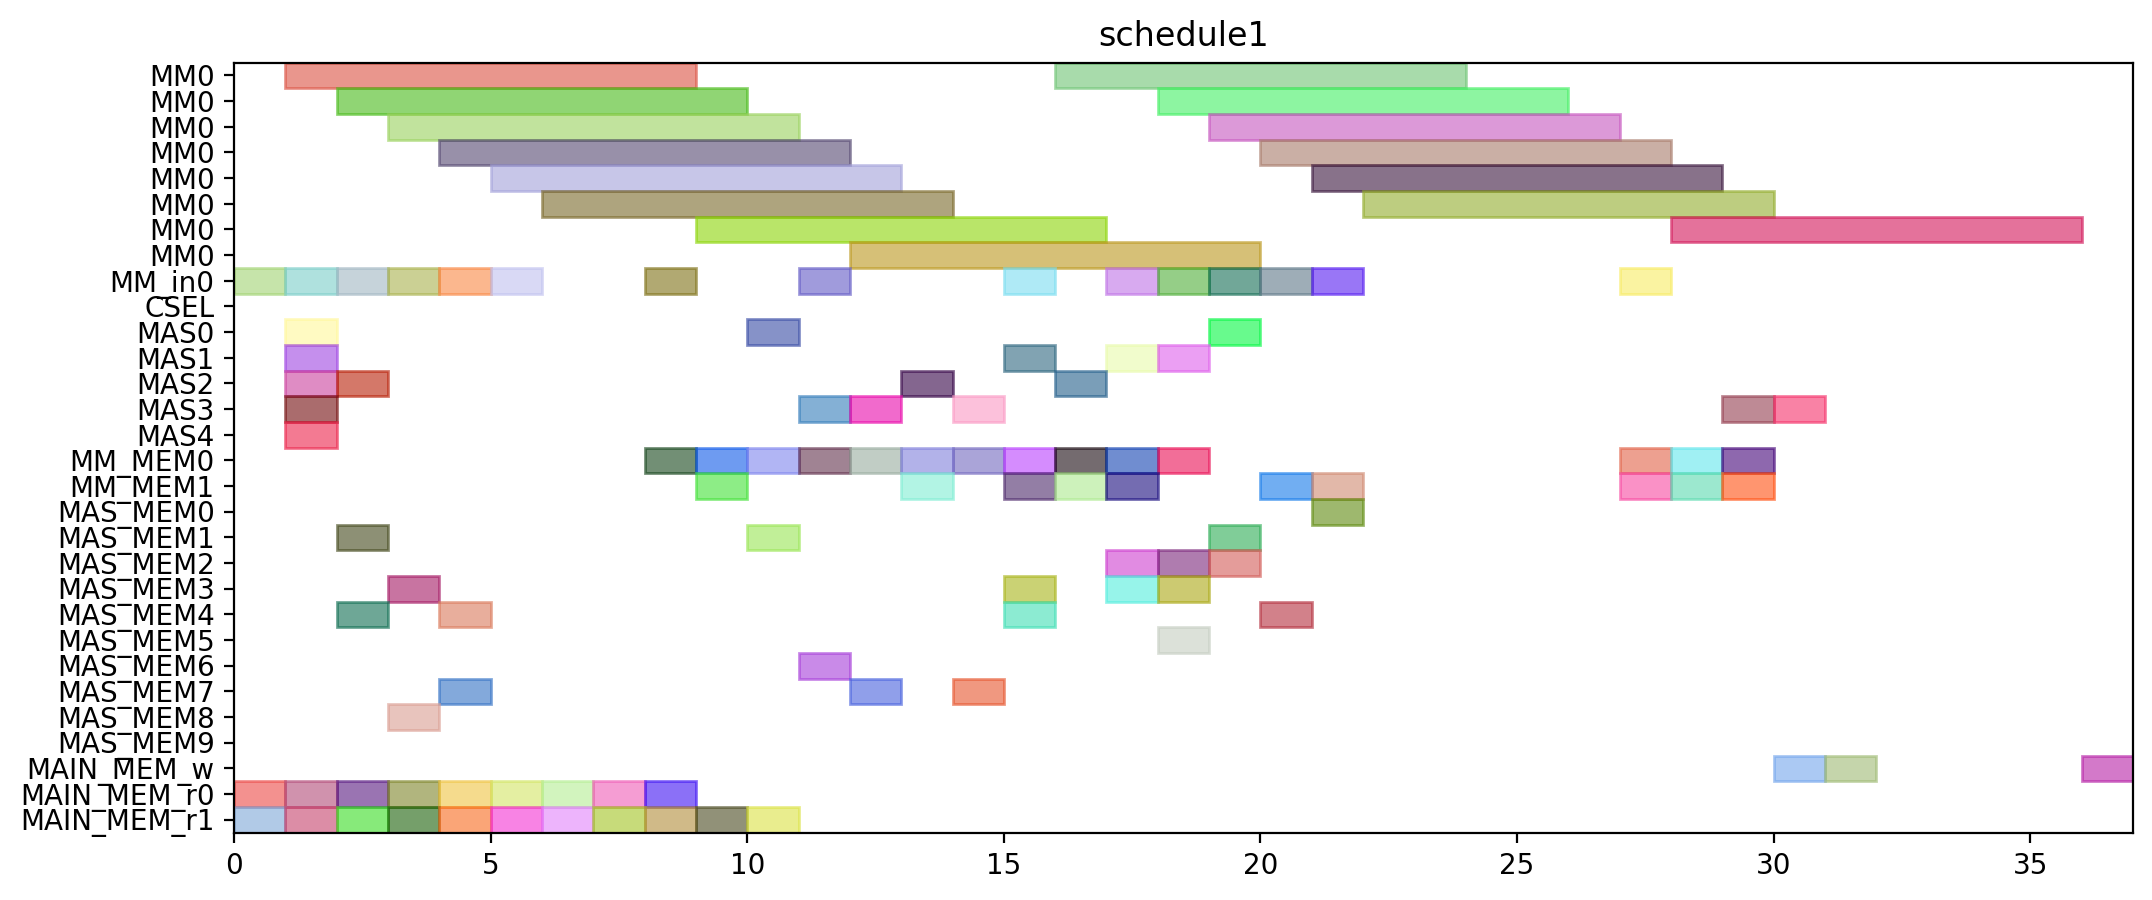 schedule1
MM0
MM0
MM0
MM0
MM0
MM0
MM0
MM0
MM_in0
CSEL
MAS0
MAS1
MAS2
MAS3
MAS4
MM_MEM0
MM_MEM1
MAS_MEM0
MAS_MEM1
MAS_MEM2
MAS_MEM3
MAS_MEM4
MAS_MEM5
MAS_MEM6
MAS_MEM7
MAS_MEM8
MAS_MEM9
MAIN_MEM_w
MAIN_MEM_r0
MAIN_MEM_r1
0 5 10 15 20 25 30 35